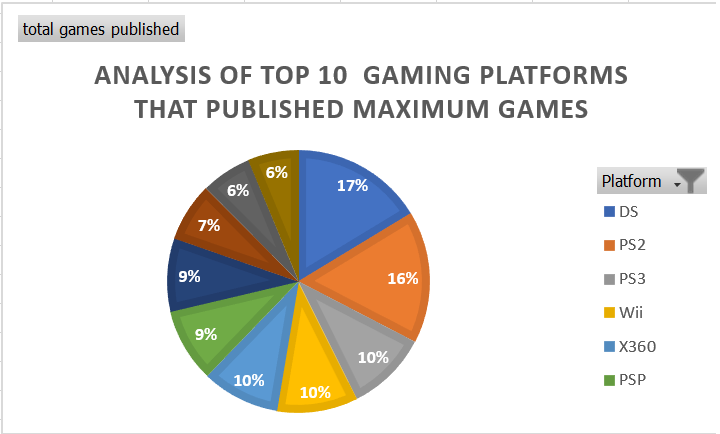 total games published
ANALYSIS OF TOP 10  GAMING PLATFORMS
THAT PUBLISHED MAXIMUM GAMES
6%
6%
17%
7%
9%
16%
9%
10%
10%
10%
Platform
DS
PS2
PS3
Wii
X360
PSP